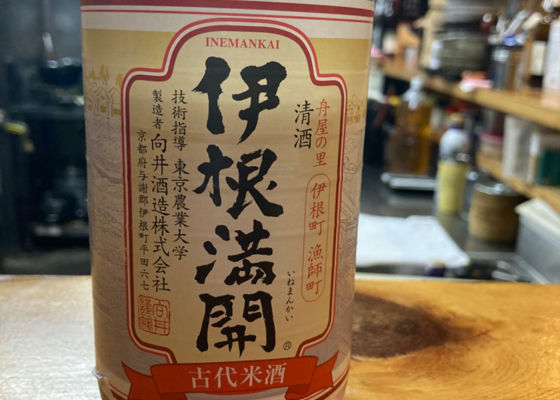 INEMANKAI
舟屋の里
伊根町 漁師町
清酒
伊根満開
いねまんかい
®
技術指導 東京農業大学
製造者 向井酒造株式会社
京都府与謝郡伊根町平田六七
古代米酒